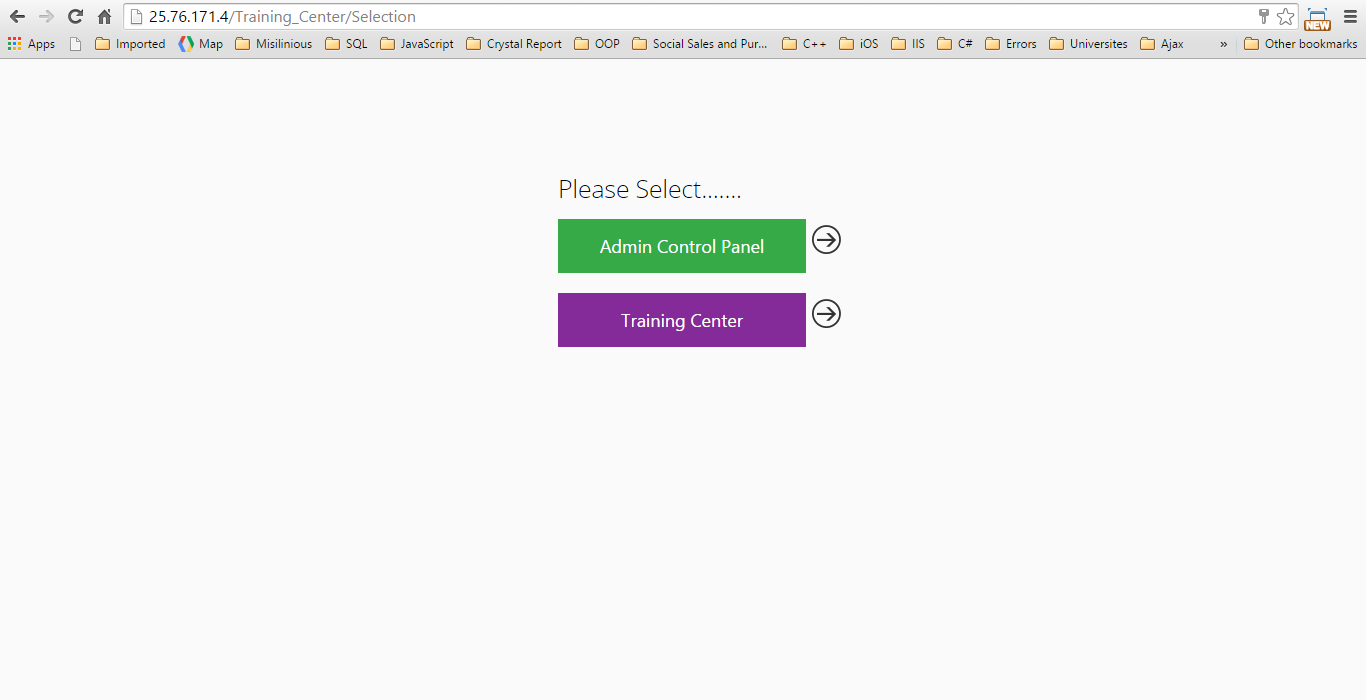 25.76.171.4/Training_Center/Selection
NEW
Apps Imported Map Misilinious SQL JavaScript Crystal Report OOP Social Sales and Pur... C++ iOS IIS C# Errors Universites Ajax » Other bookmarks
Please Select.......
Admin Control Panel
Training Center